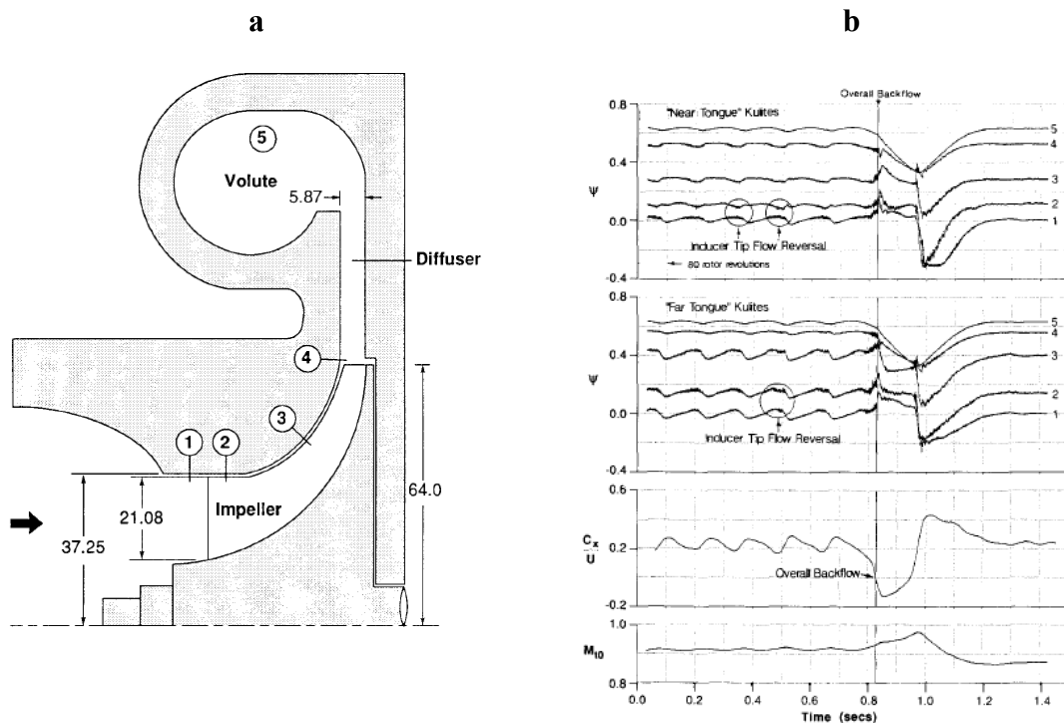 a
5
Volute
5.87
Diffuser
4
3
1
2
Impeller
21.08
37.25
64.0
b
Overall Backflow
0.8
"Near Tongue" Kulites
5
4
0.4
3
Ψ
2
0.0
1
Inducer Tip Flow Reversal
80 rotor revolutions
-0.4
0.8
"Far Tongue" Kulites
5
4
0.4
3
Ψ
2
0.0
1
Inducer Tip Flow Reversal
-0.4
0.6
Cx
U
0.2
Overall Backflow
-0.2
1.0
Mt0
0.8
0.0 0.2 0.4 0.6 0.8 1.0 1.2 1.4
Time (secs)